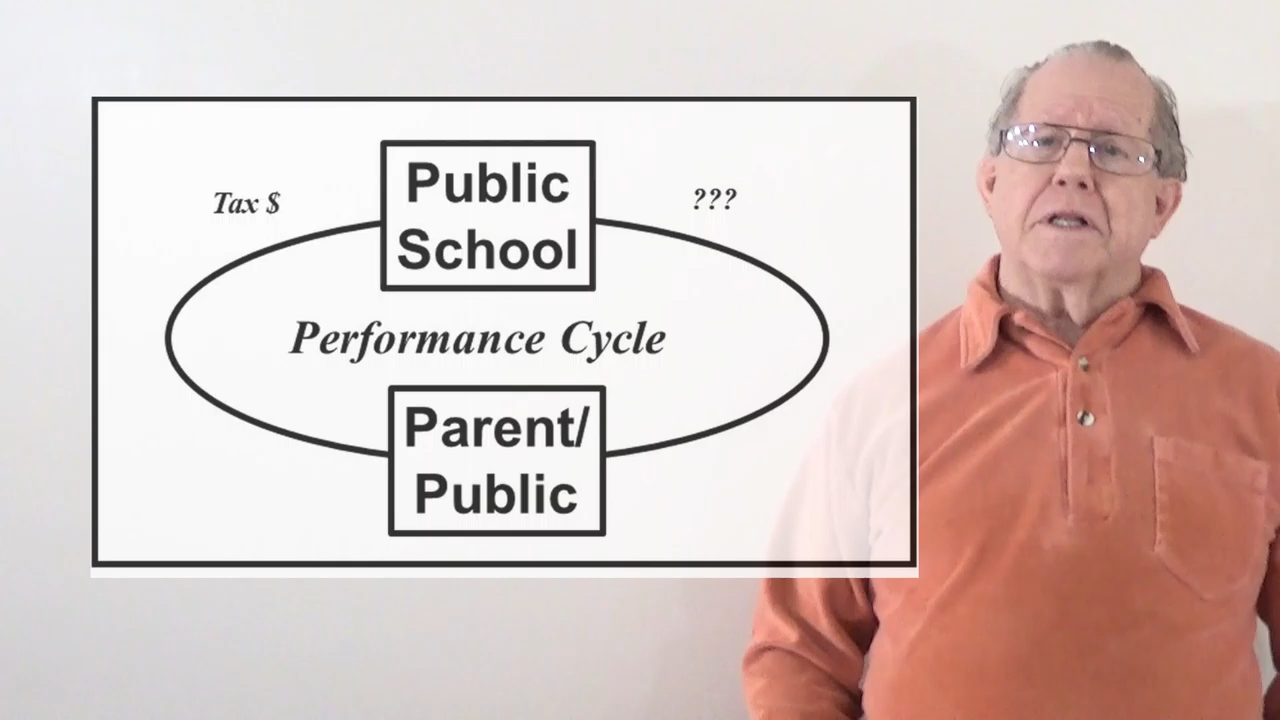 Tax $
Public
School
???
Performance Cycle
Parent/
Public